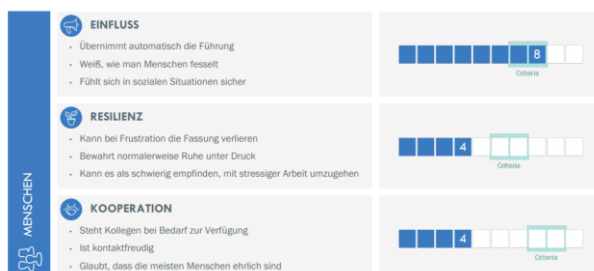 MENSCHEN
EINFLUSS
• Übernimmt automatisch die Führung
• Weiß, wie man Menschen fesselt
• Fühlt sich in sozialen Situationen sicher
8
Criteria
RESILIENZ
• Kann bei Frustration die Fassung verlieren
• Bewahrt normalerweise Ruhe unter Druck
• Kann es als schwierig empfinden, mit stressiger Arbeit umzugehen
4
Criteria
KOOPERATION
• Steht Kollegen bei Bedarf zur Verfügung
• Ist kontaktfreudig
• Glaubt, dass die meisten Menschen ehrlich sind
4
Criteria